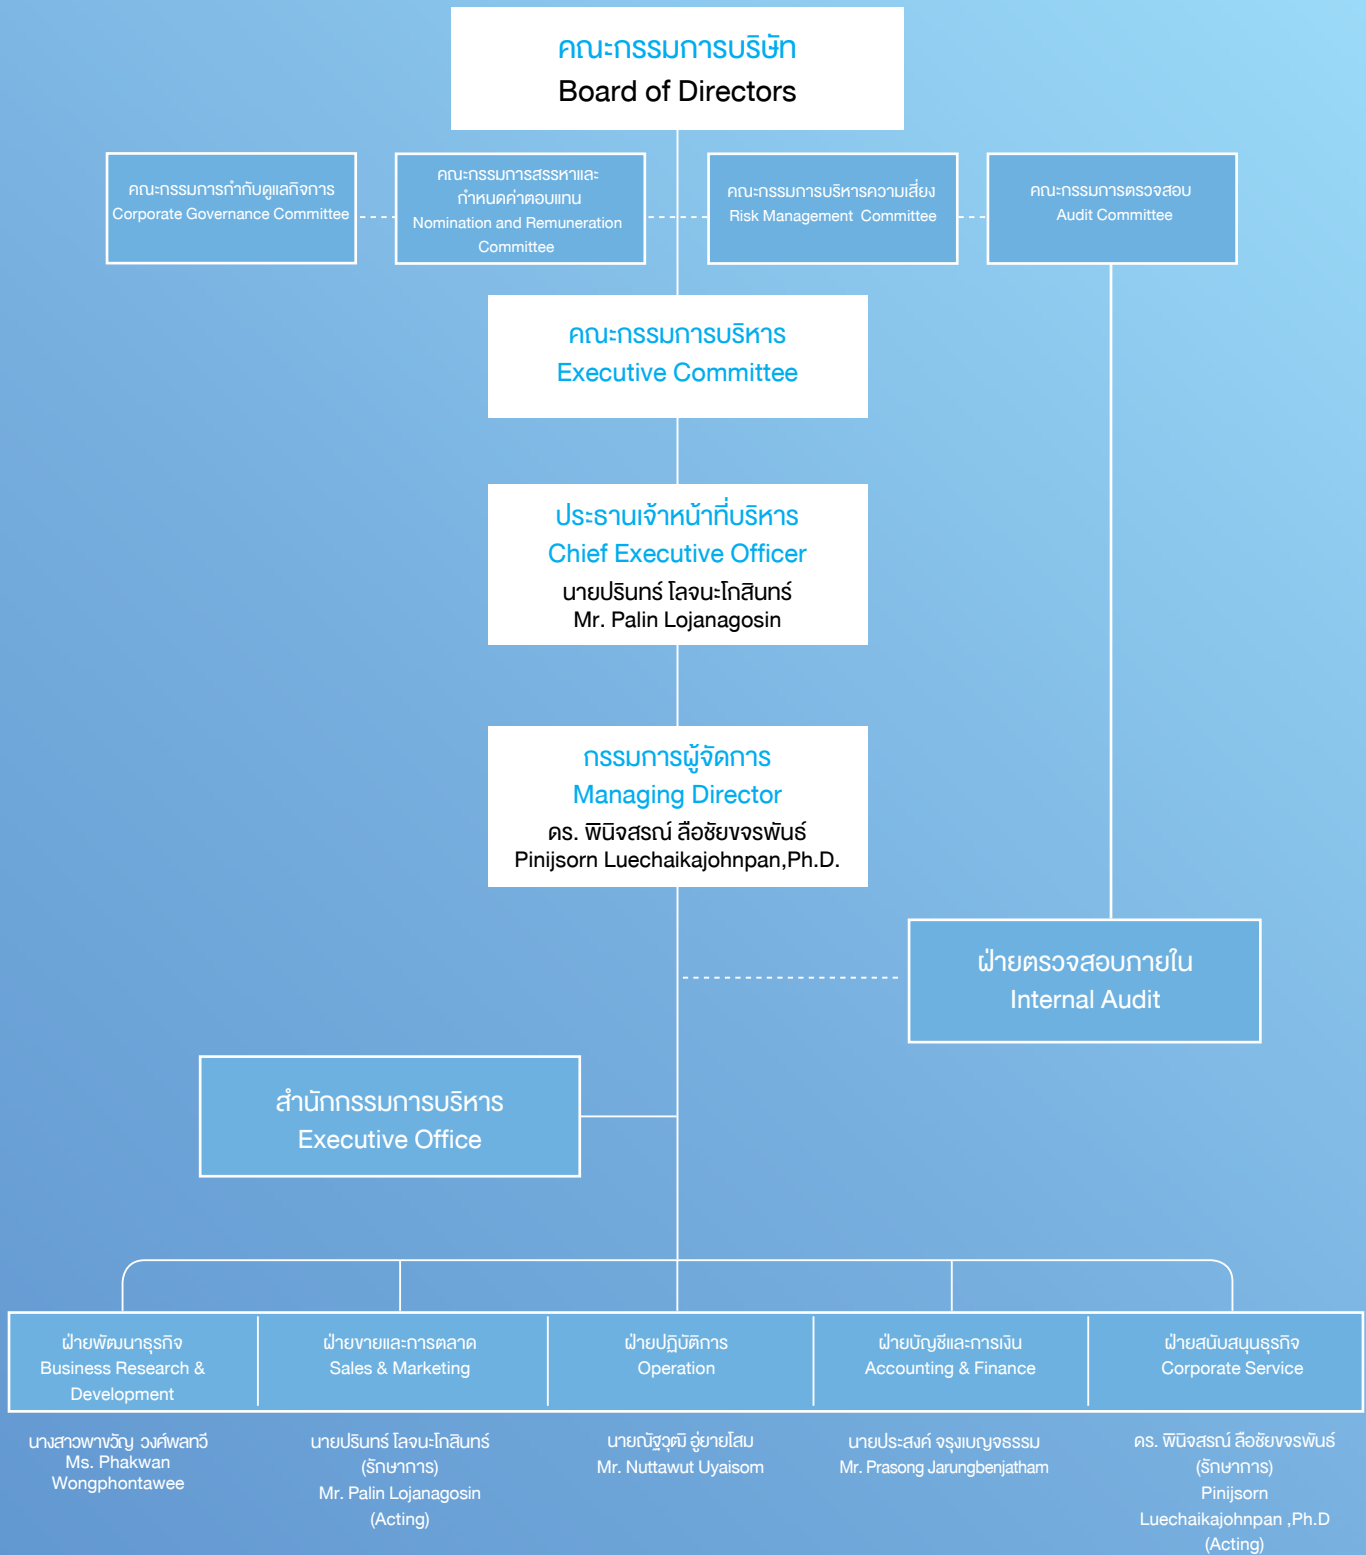 คณะกรรมการบริษัท
Board of Directors
คณะกรรมการกำกับดูแลกิจการ
Corporate Governance Committee
คณะกรรมการสรรหาและ
กำหนดค่าตอบแทน
Nomination and Remuneration
Committee
คณะกรรมการบริหารความเสี่ยง
Risk Management Committee
คณะกรรมการตรวจสอบ
Audit Committee
คณะกรรมการบริหาร
Executive Committee
ประธานเจ้าหน้าที่บริหาร
Chief Executive Officer
นายปรินทร์ โลจนะโกสินทร์
Mr. Palin Lojanagosin
กรรมการผู้จัดการ
Managing Director
ดร. พินิจสรณ์ ลือชัยขจรพันธ์
Pinijsorn Luechaikajohnpan,Ph.D.
ฝ่ายตรวจสอบภายใน
Internal Audit
สำนักกรรมการบริหาร
Executive Office
ฝ่ายพัฒนาธุรกิจ
Business Research &
Development
ฝ่ายขายและการตลาด
Sales & Marketing
ฝ่ายปฏิบัติการ
Operation
ฝ่ายบัญชีและการเงิน
Accounting & Finance
ฝ่ายสนับสนุนธุรกิจ
Corporate Service
นางสาวพาขวัญ วงศ์พลทวี
Ms. Phakwan
Wongphontawee
นายปรินทร์ โลจนะโกสินทร์
(รักษาการ)
Mr. Palin Lojanagosin
(Acting)
นายณัฐวุฒิ อู่ยายโสม
Mr. Nuttawut Uyaisom
นายประสงค์ จรุงเบญจธรรม
Mr. Prasong Jarungbenjatham
ดร. พินิจสรณ์ ลือชัยขจรพันธ์
(รักษาการ)
Pinijsorn
Luechaikajohnpan ,Ph.D
(Acting)